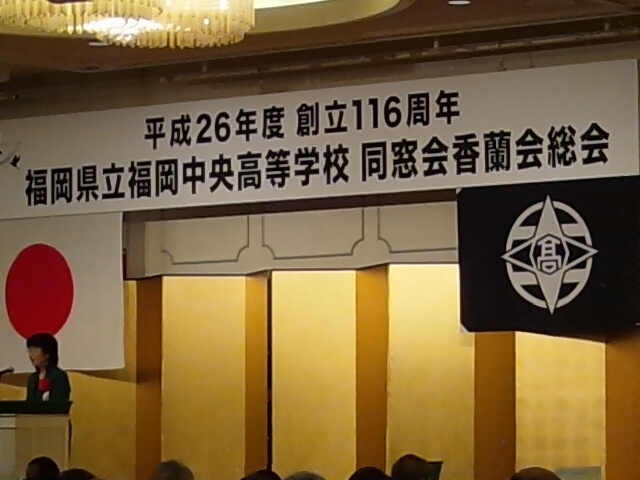 平成26年度 創立116周年
福岡県立福岡中央高等学校 同窓会香蘭会総会
高